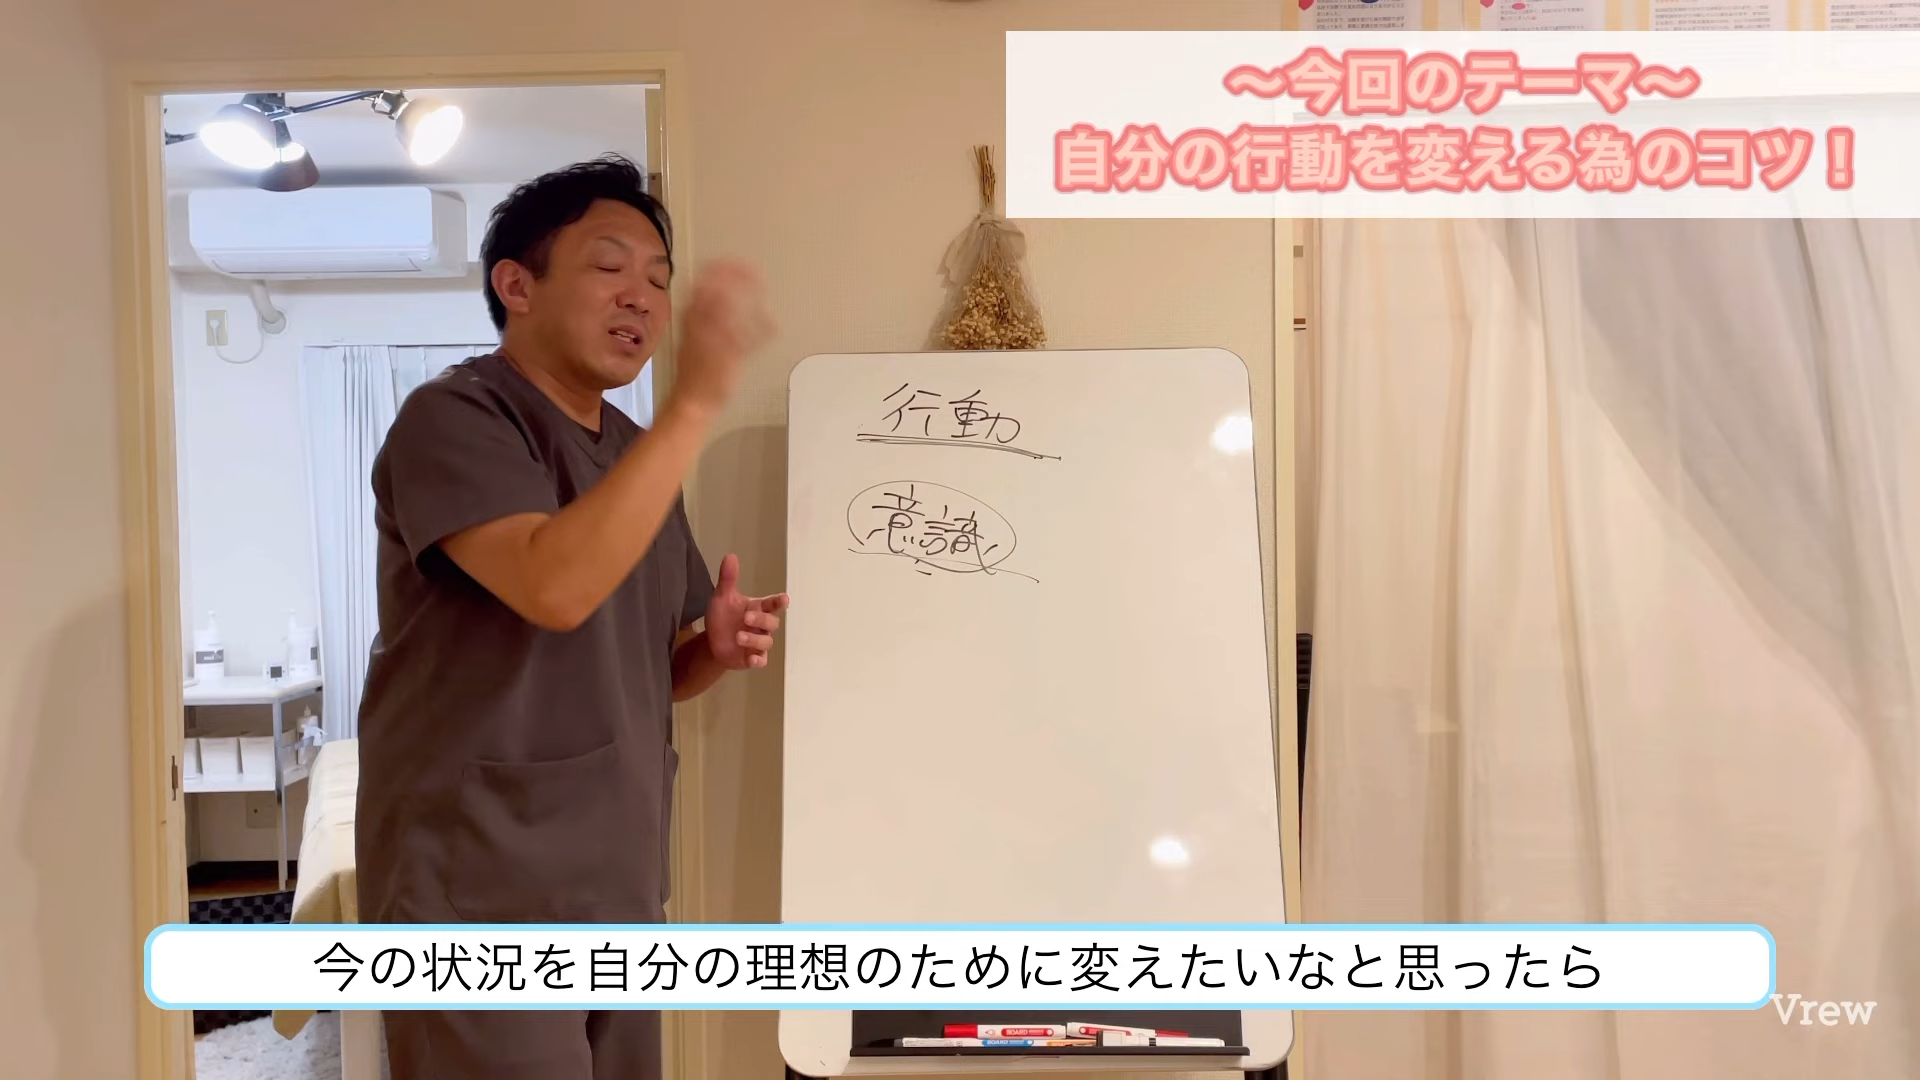 ～今回のテーマ～
自分の行動を変える為のコツ！
行動
意識
今の状況を自分の理想のために変えたいなと思ったら
Vrew
BOARD
BOARD